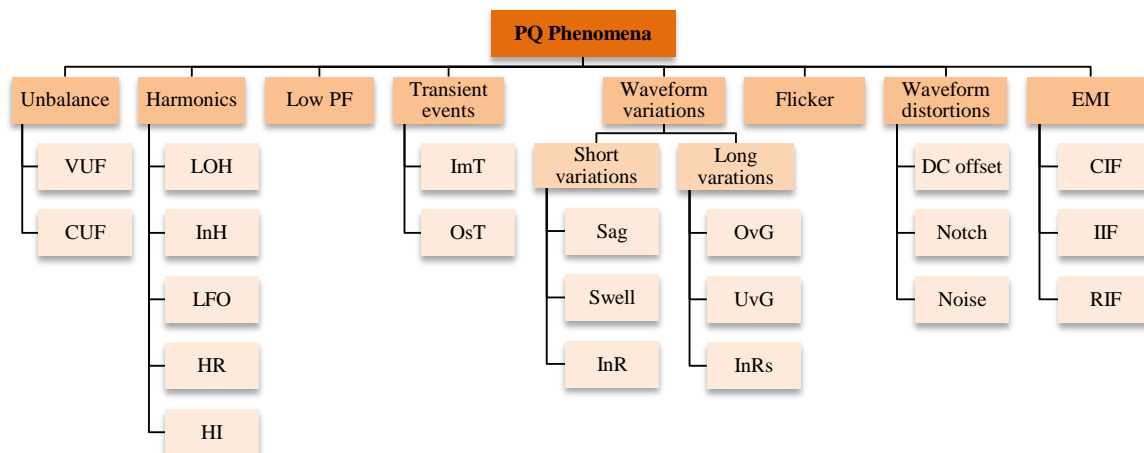 PQ Phenomena
Unbalance
Harmonics
Low PF
Transient
events
Waveform
variations
Flicker
Waveform
distortions
EMI
VUF
CUF
LOH
InH
LFO
HR
HI
ImT
OsT
Short
variations
Sag
Swell
InR
Long
varations
OvG
UvG
InRs
DC offset
Notch
Noise
CIF
IIF
RIF